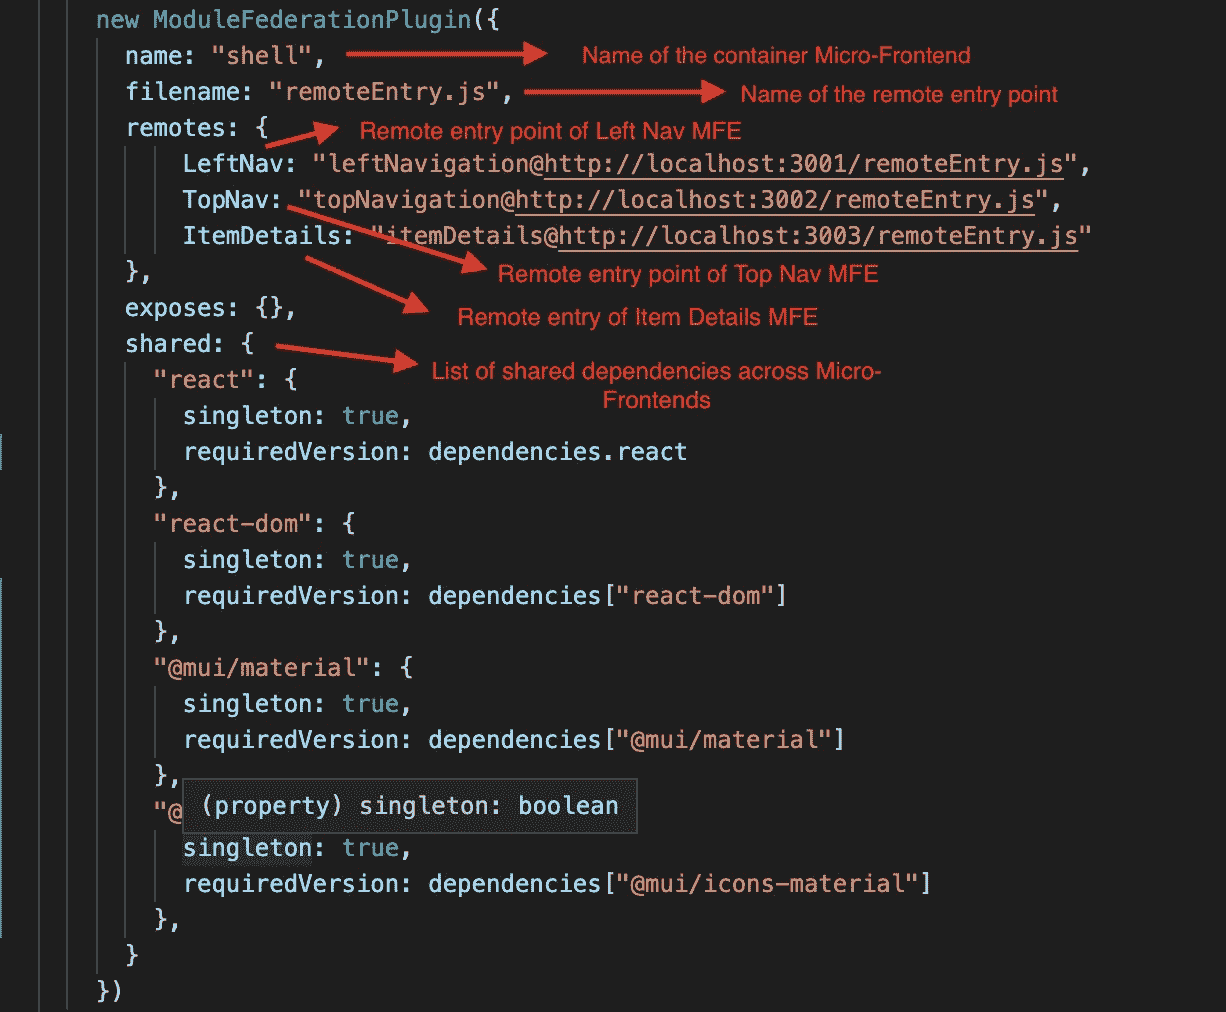 new ModuleFederationPlugin({
name: "shell", Name of the container Micro-Frontend
filename: "remoteEntry.js", Name of the remote entry point
remotes: { Remote entry point of Left Nav MFE
LeftNav: "leftNavigation@http://localhost:3001/remoteEntry.js",
TopNav: "topNavigation@http://localhost:3002/remoteEntry.js",
ItemDetails: "itemDetails@http://localhost:3003/remoteEntry.js"
}, Remote entry point of Top Nav MFE
exposes: {}, Remote entry of Item Details MFE
shared: {
List of shared dependencies across Micro-
Frontends
"react": {
singleton: true,
requiredVersion: dependencies.react
},
"react-dom": {
singleton: true,
requiredVersion: dependencies["react-dom"]
},
"@mui/material": {
singleton: true,
requiredVersion: dependencies["@mui/material"]
},
"@
(property) singleton: boolean
singleton: true,
requiredVersion: dependencies["@mui/icons-material"]
},
}
})